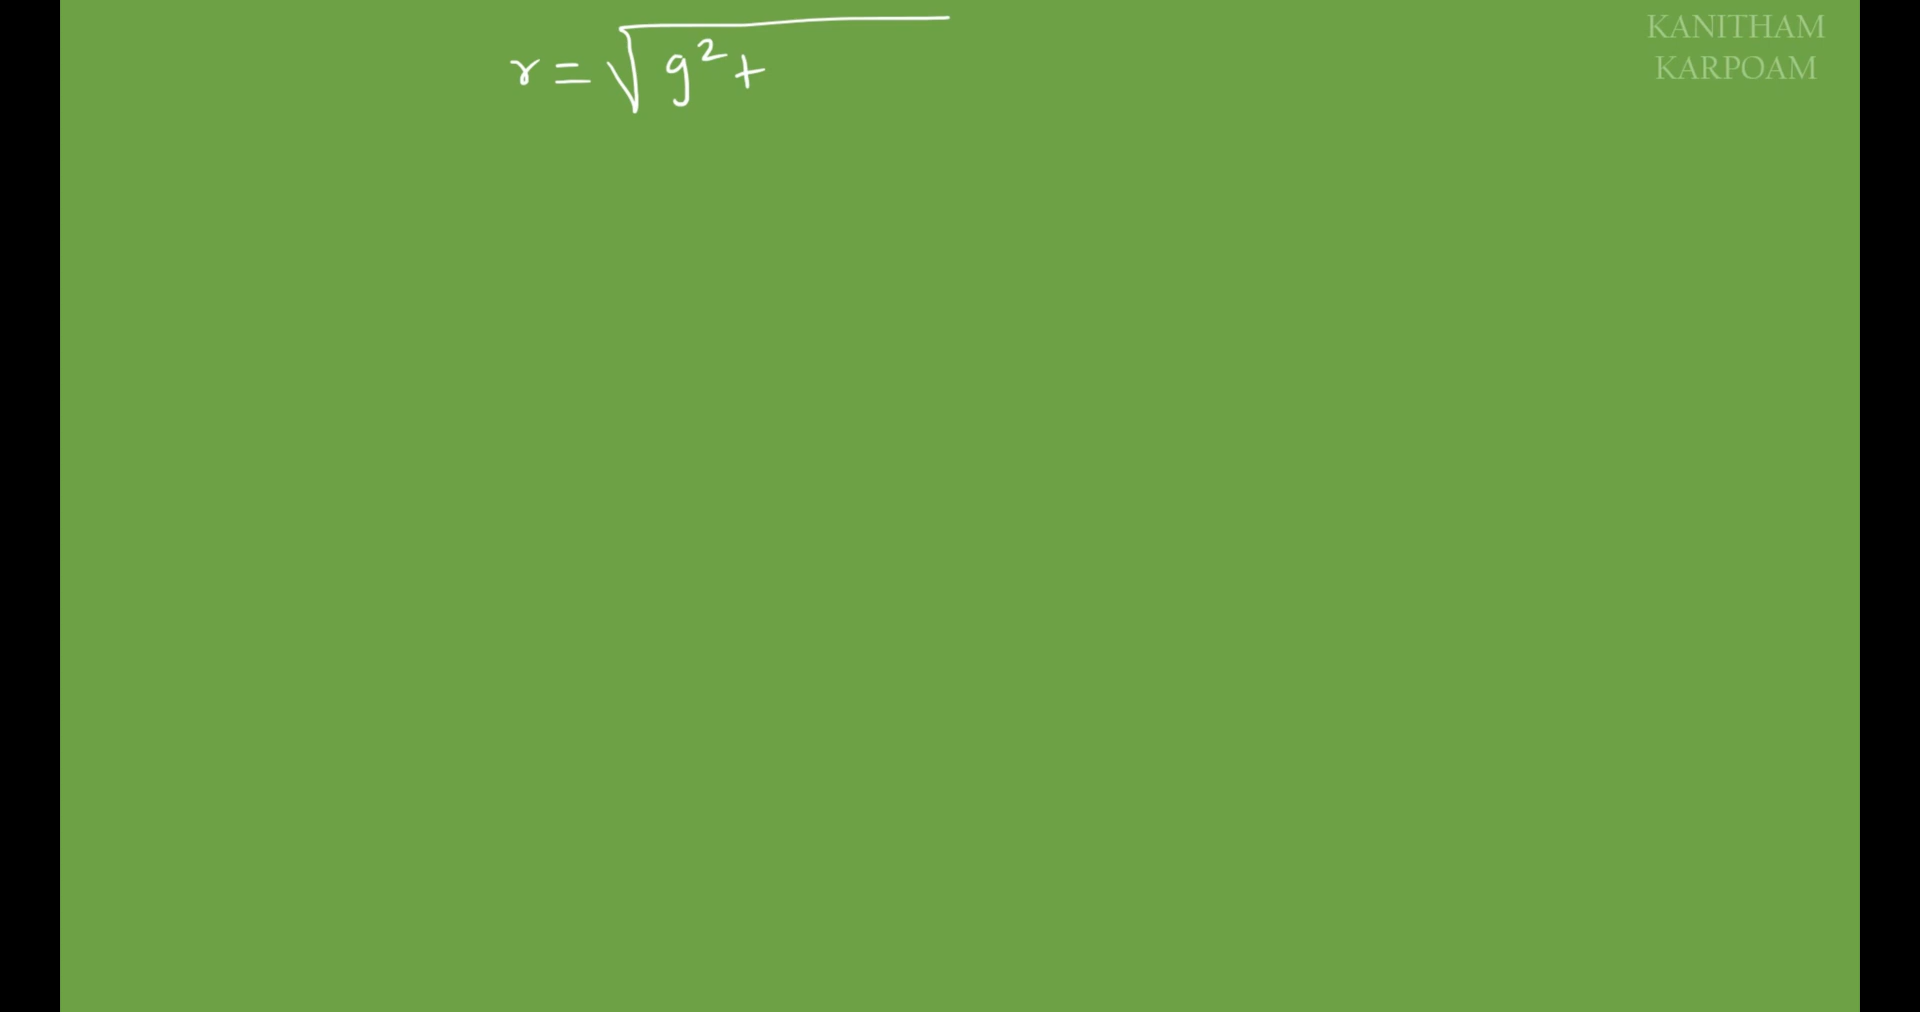 r = √g² +
KANITHAM
KARPOAM